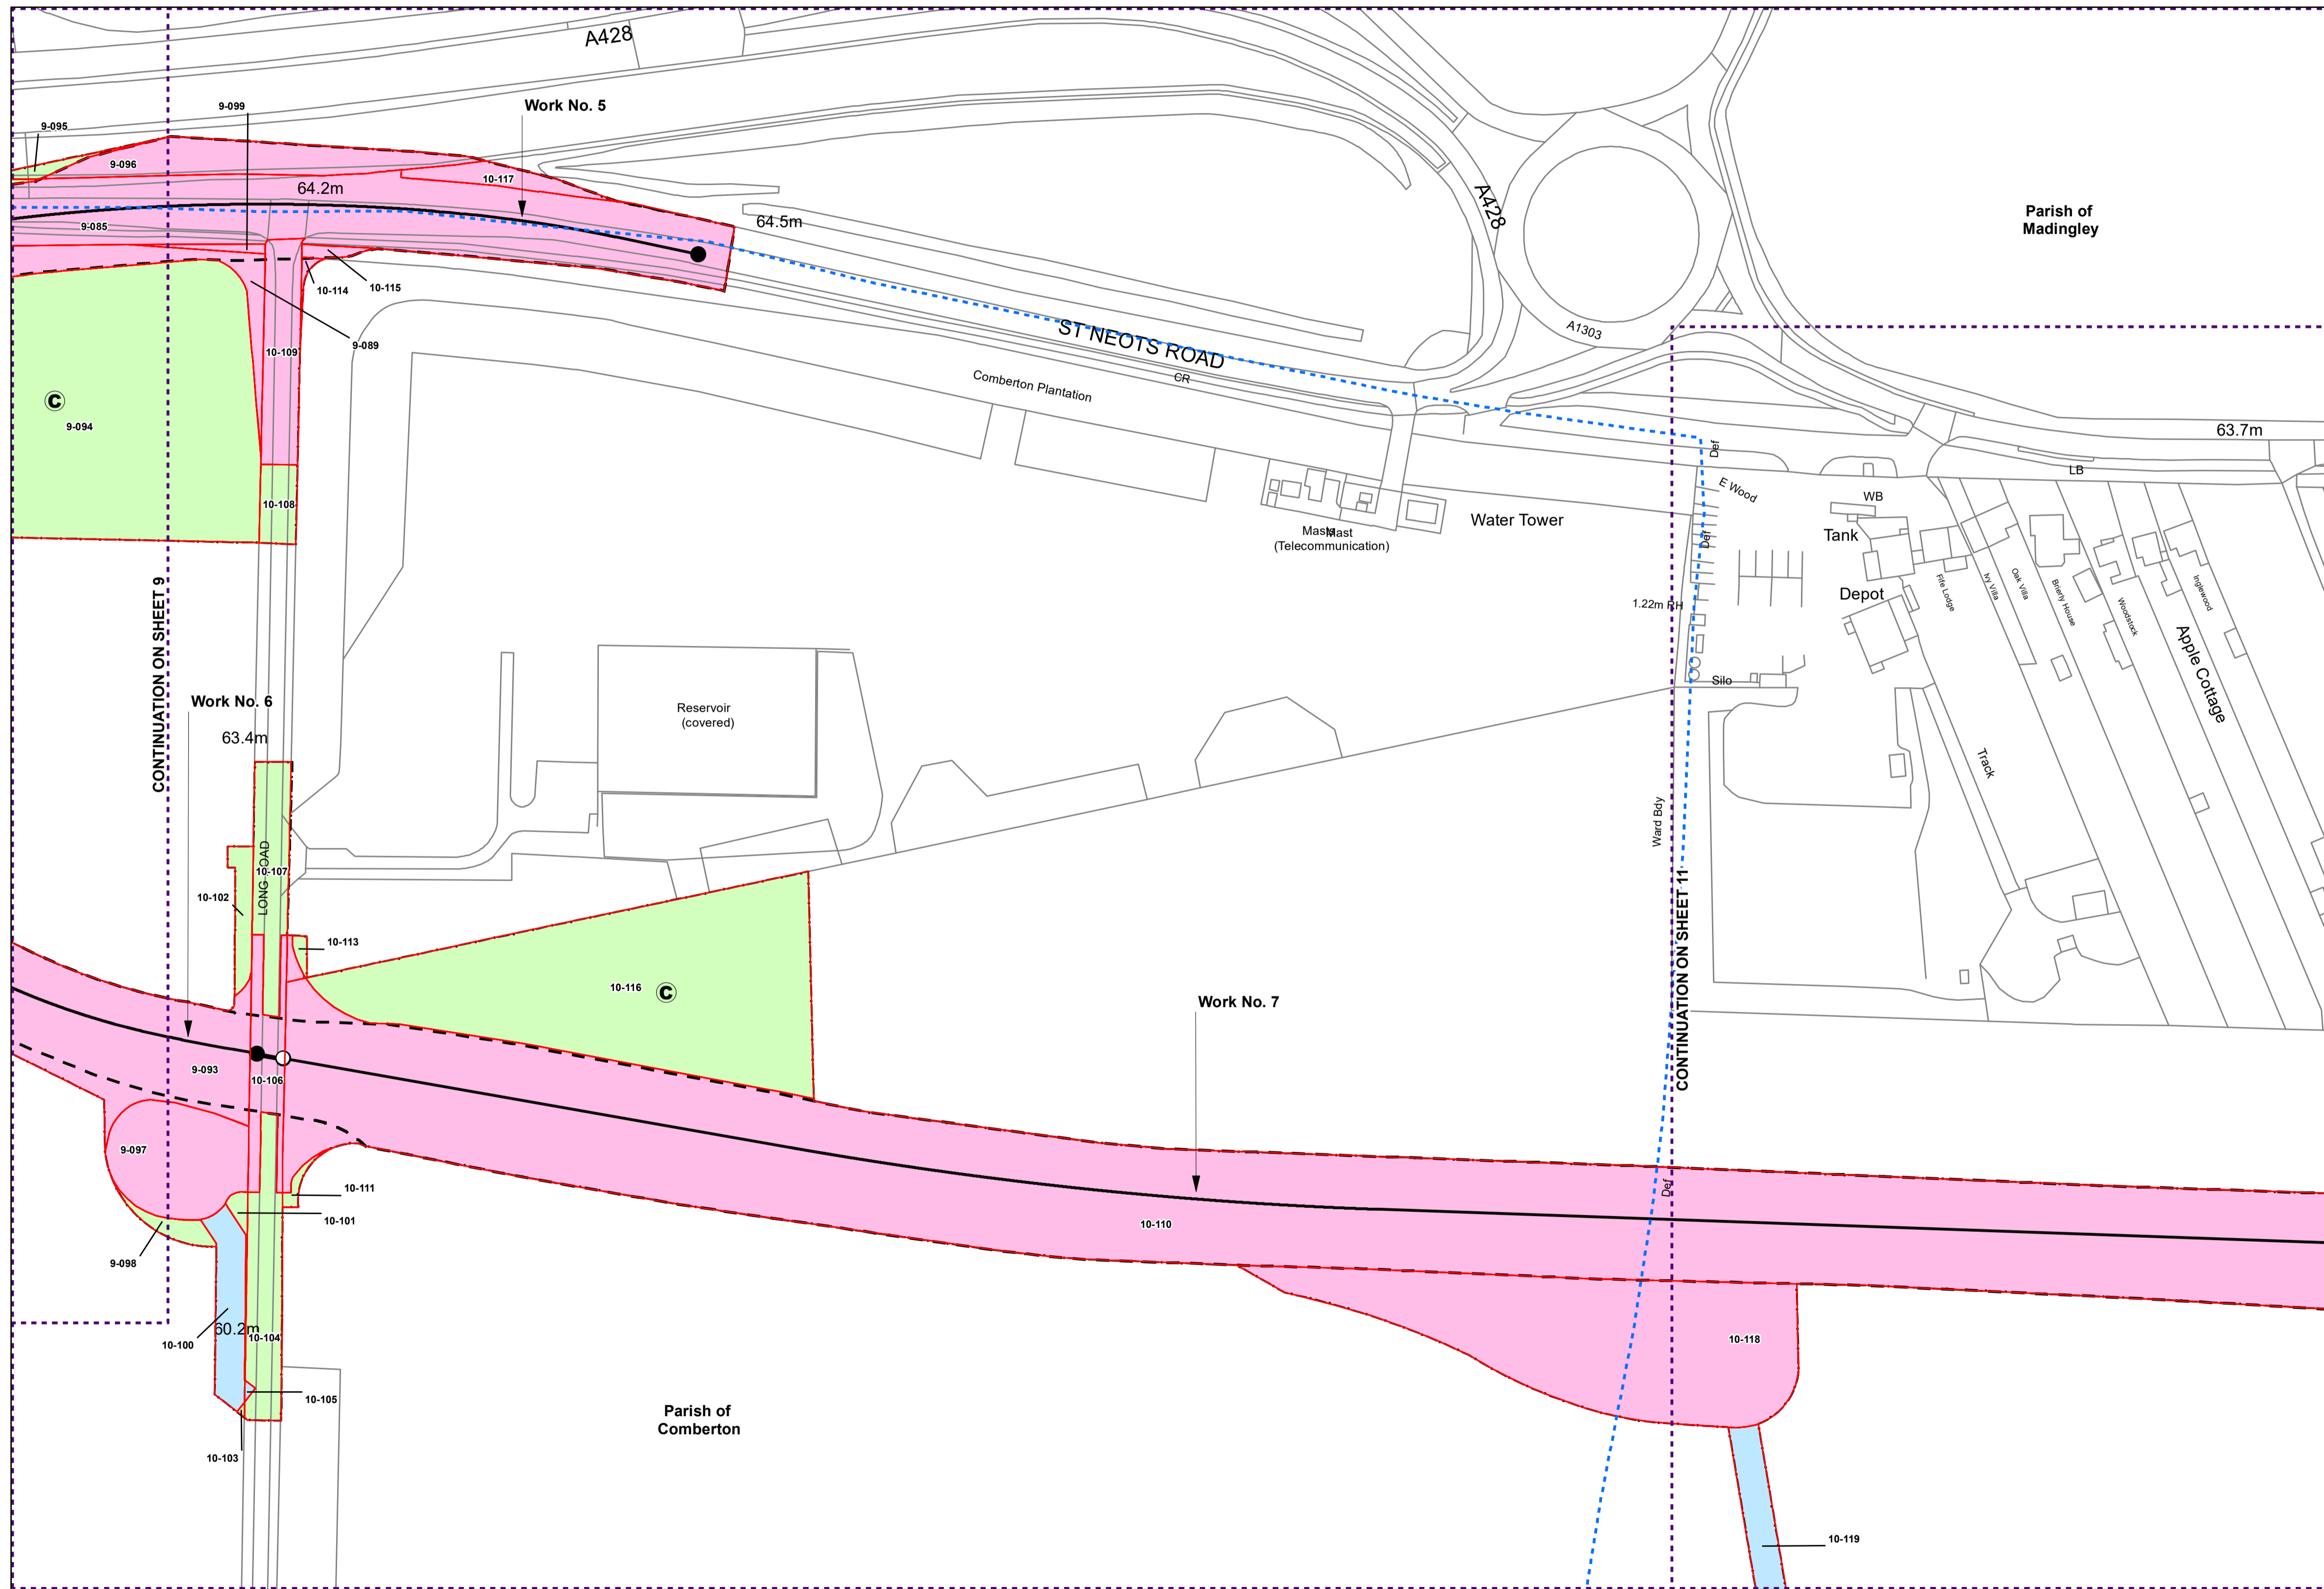 A428
9-099
Work No. 5
9-095
9-096
64.2m
10-117
A428
Parish of
Madingley
9-085
64.5m
10-114
10-115
ST NEOTS ROAD
A1303
9-089
10-109
CR
Comberton Plantation
C
9-094
63.7m
Def
LB
E Wood
WB
10-108
Water Tower
Masts
Mast
(Telecommunication)
Def
Tank
CONTINUATION ON SHEET 9
1.22m RH
Depot
Fife Lodge
Ivy Villa
Oak Villa
Brierly House
Woodstock
Inglewood
Apple Cottage
Silo
Work No. 6
63.4m
Reservoir
(covered)
Track
Ward Bdy
LONG ROAD
10-107
10-102
10-113
10-116
C
CONTINUATION ON SHEET 11
Work No. 7
9-093
10-106
9-097
10-111
10-101
Def
10-110
9-098
10-100
60.2m
10-104
10-118
10-105
Parish of
Comberton
10-103
10-119